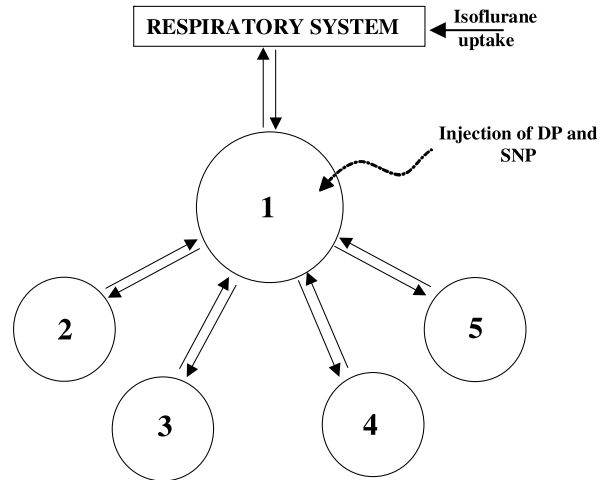 RESPIRATORY SYSTEM
Isoflurane
uptake
Injection of DP and
SNP
1
2
5
3
4